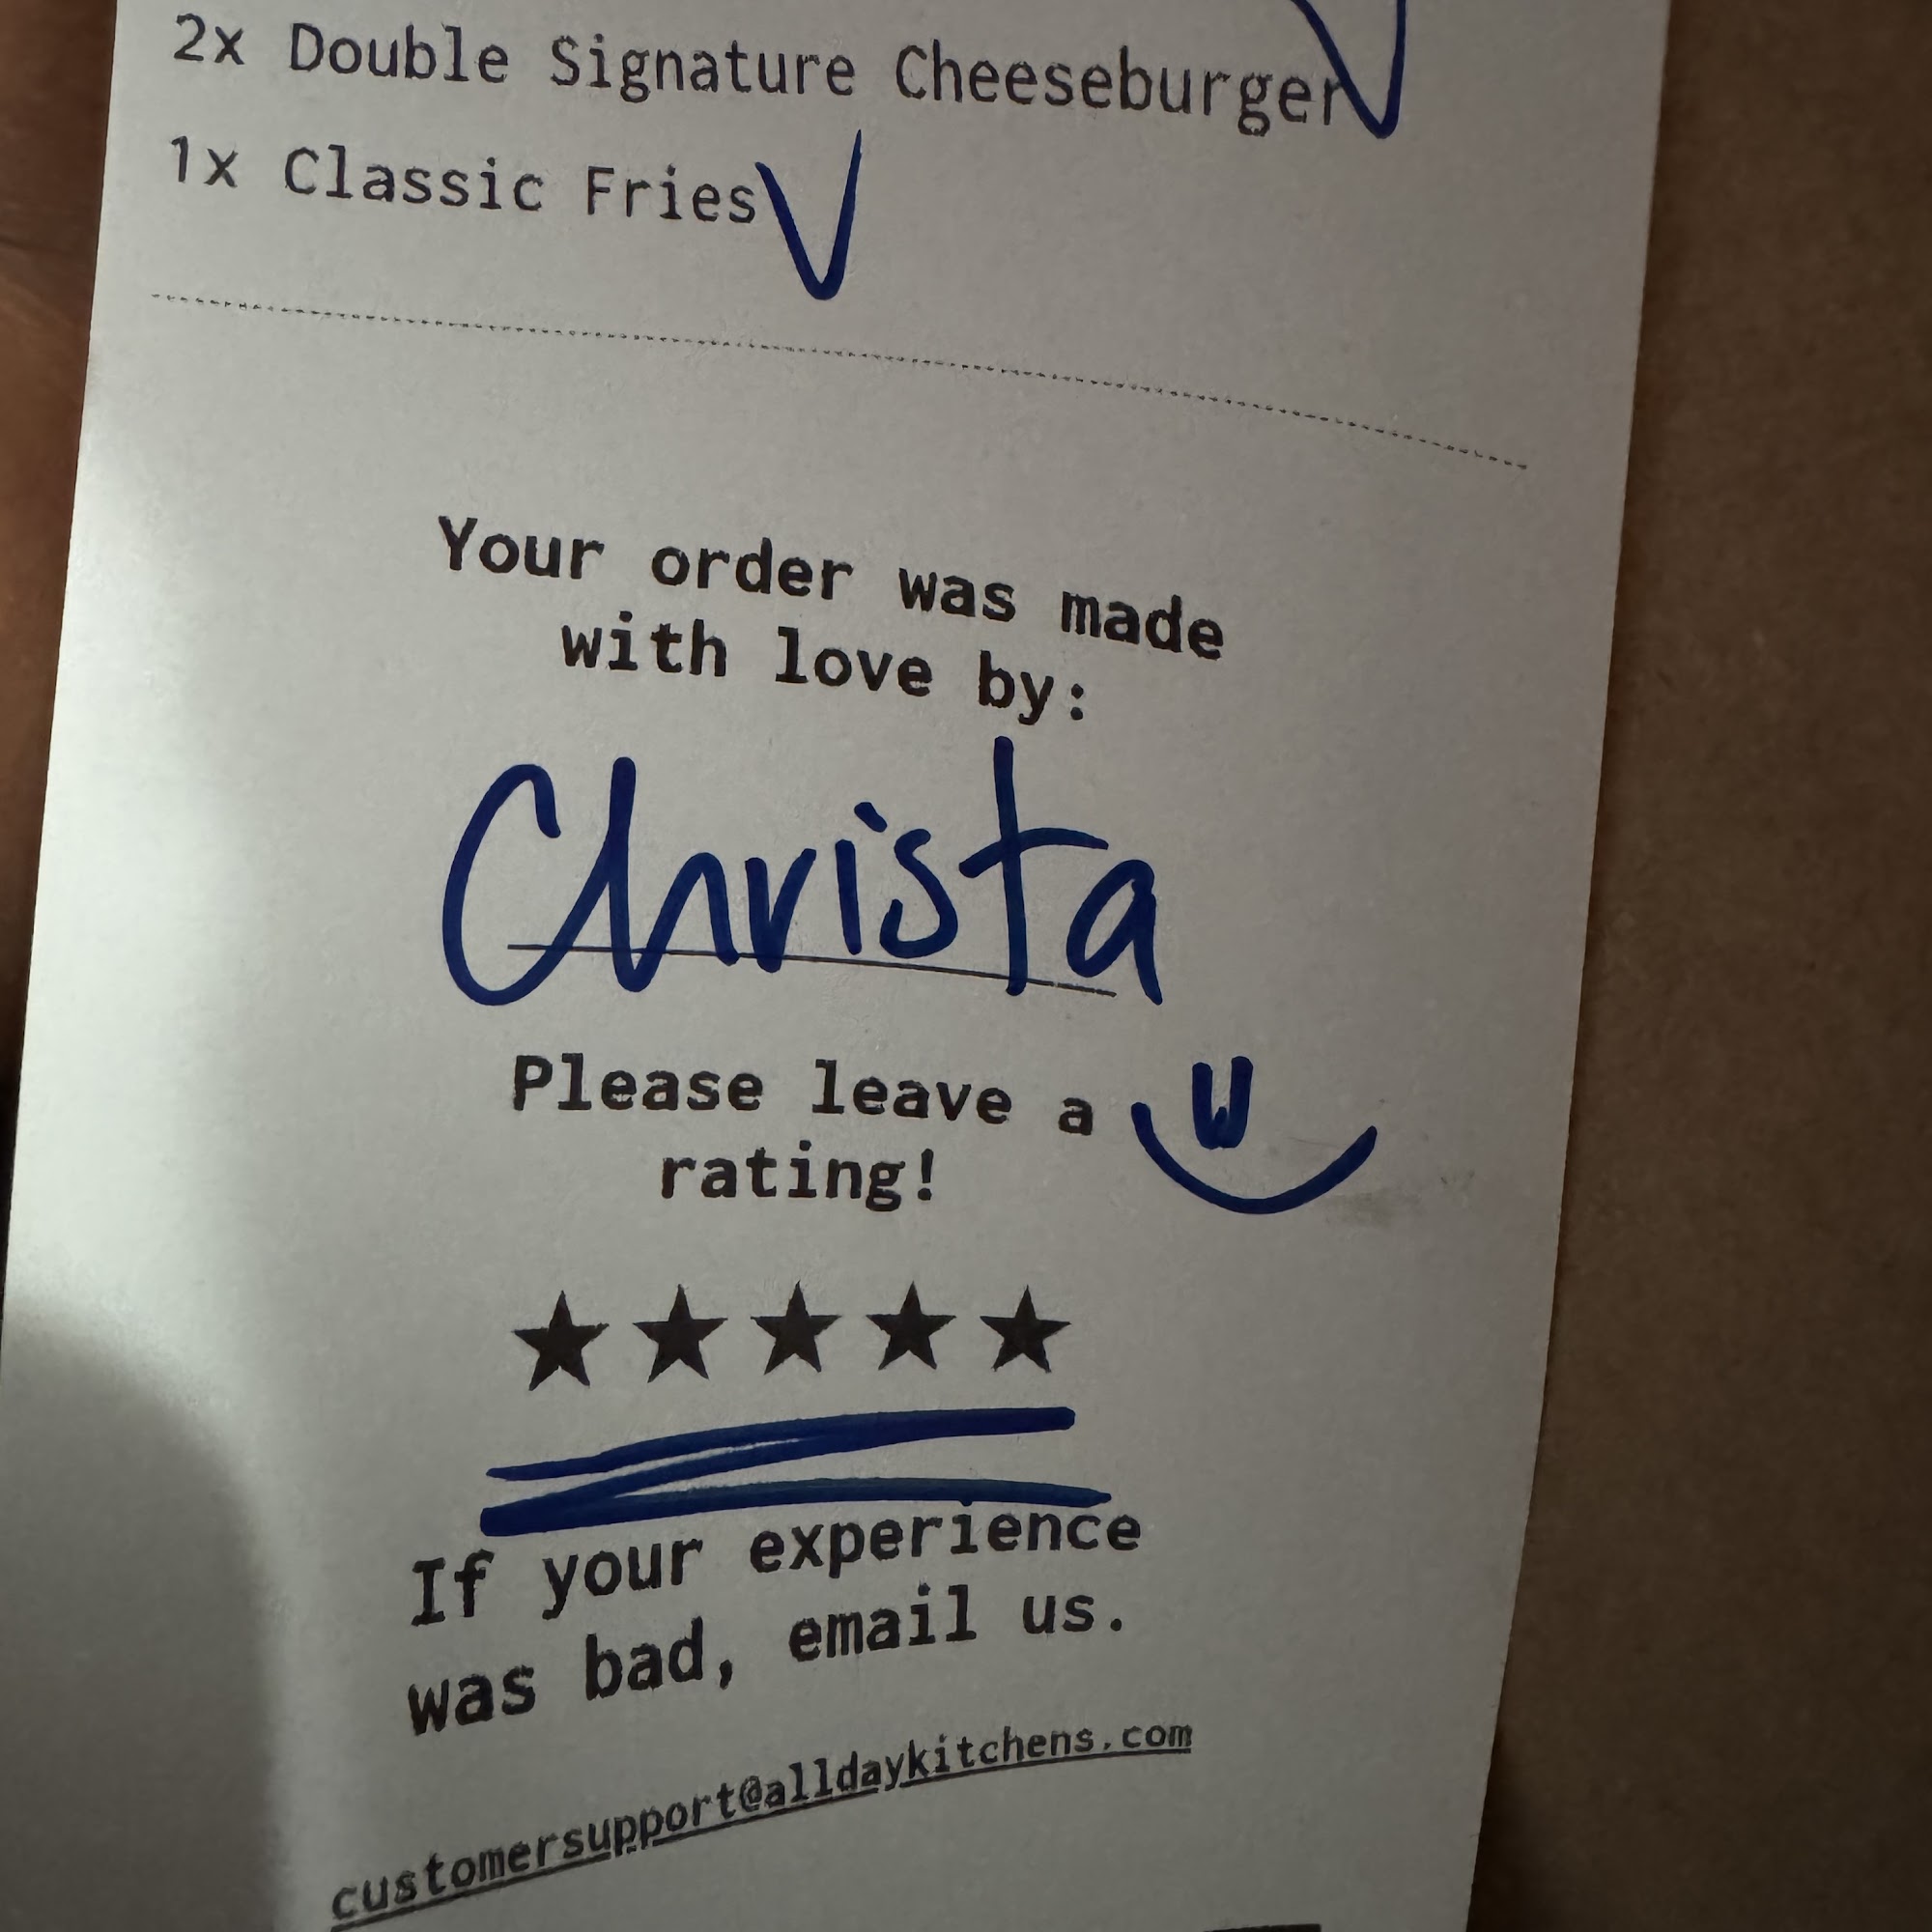 2x Double Signature Cheeseburger
1x Classic Fries
Your order was made
with love by:
Christa
Please leave a
rating!
★★★★★
If your experience
was bad, email us.
customersupport@alldaykitchens.com